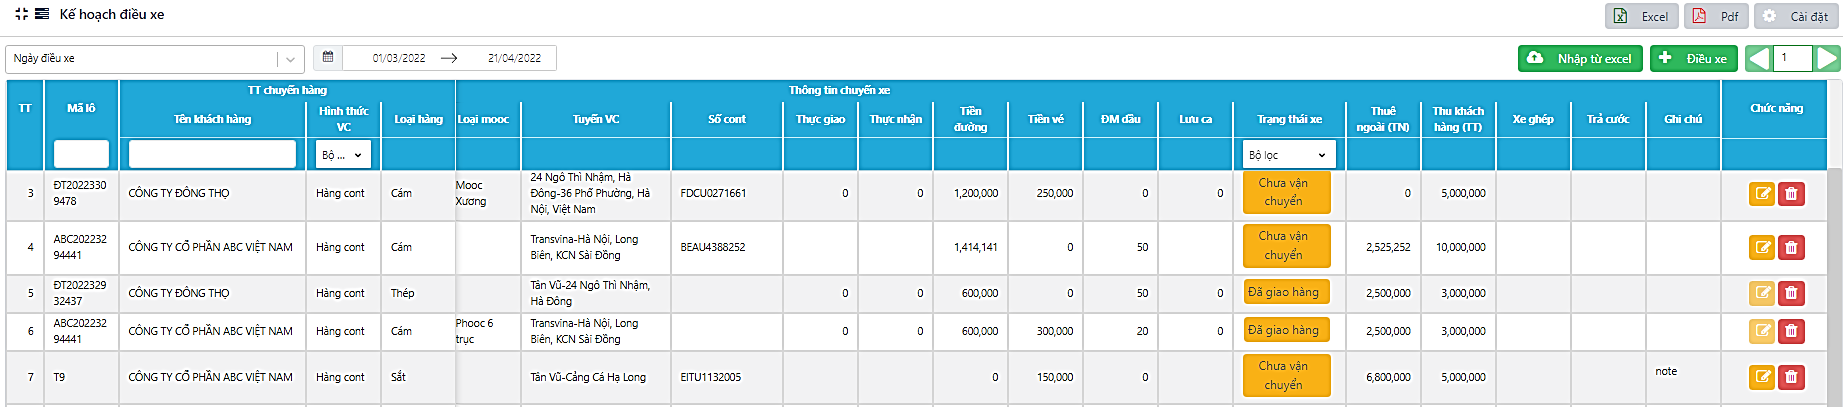 Kế hoạch điều xe
Excel
Pdf
Cài đặt
Ngày điều xe
01/03/2022
21/04/2022
Nhập từ excel
Điều xe
1
TT
Mã lô
TT chuyến hàng
Thông tin chuyến xe
Chức năng
Tên khách hàng
Hình thức
VC
Loại hàng
Loại mooc
Tuyến VC
Số cont
Thực giao
Thực nhận
Tiền
đường
Tiền vé
ĐM dầu
Lưu ca
Trạng thái xe
Thuê
ngoài (TN)
Thu khách
hàng (TT)
Xe ghép
Trả cước
Ghi chú
Bộ ...
Bộ lọc
3
ĐT2022330
9478
CÔNG TY ĐÔNG THỌ
Hàng cont
Cám
Mooc
Xương
24 Ngô Thì Nhậm, Hà
Đông-36 Phố Phường, Hà
Nội, Việt Nam
FDCU0271661
0
0
1,200,000
250,000
0
0
Chưa vận
chuyển
0
5,000,000
4
ABC202232
94441
CÔNG TY CỔ PHẦN ABC VIỆT NAM
Hàng cont
Cám
Transvina-Hà Nội, Long
Biên, KCN Sài Đồng
BEAU4388252
1,414,141
0
50
Chưa vận
chuyển
2,525,252
10,000,000
5
ĐT2022329
32437
CÔNG TY ĐÔNG THỌ
Hàng cont
Thép
Tân Vũ-24 Ngô Thì Nhậm,
Hà Đông
0
0
600,000
0
50
0
Đã giao hàng
2,500,000
3,000,000
6
ABC202232
94441
CÔNG TY CỔ PHẦN ABC VIỆT NAM
Hàng cont
Cám
Phooc 6
trục
Transvina-Hà Nội, Long
Biên, KCN Sài Đồng
0
0
600,000
300,000
20
0
Đã giao hàng
2,500,000
3,000,000
7
T9
CÔNG TY CỔ PHẦN ABC VIỆT NAM
Hàng cont
Sắt
Tân Vũ-Cảng Cá Hạ Long
EITU1132005
0
150,000
0
Chưa vận
chuyển
6,800,000
5,000,000
note